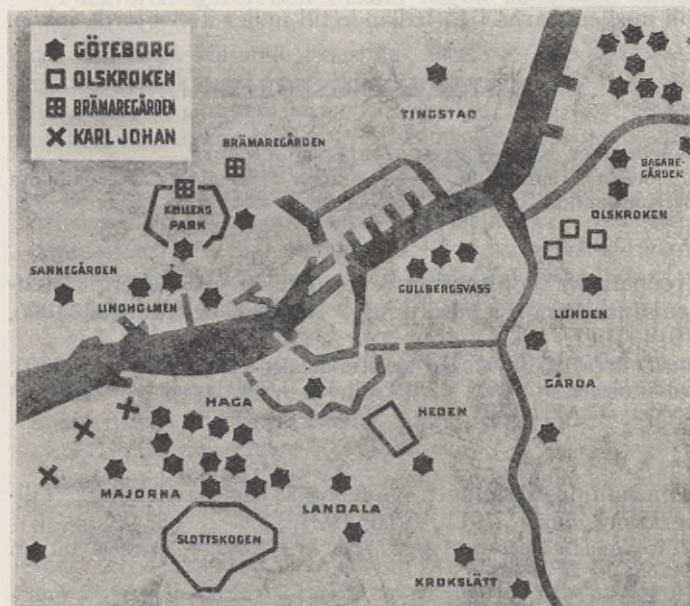 GÖTEBORG
OLSKROKEN
BRÄMAREGÅRDEN
KARL JOHAN
TINGSTAD
BRÄMAREGÅRDEN
BAGARE-
GÅRDEN
KEILLERS
PARK
OLSKROKEN
SANNEGÅRDEN
LINDHOLMEN
GULLBERGSVASS
LUNDEN
GÅRDA
HAGA
HEDEN
MAJORNA
LANDALA
SLOTTSKOGEN
KROKSLÄTT